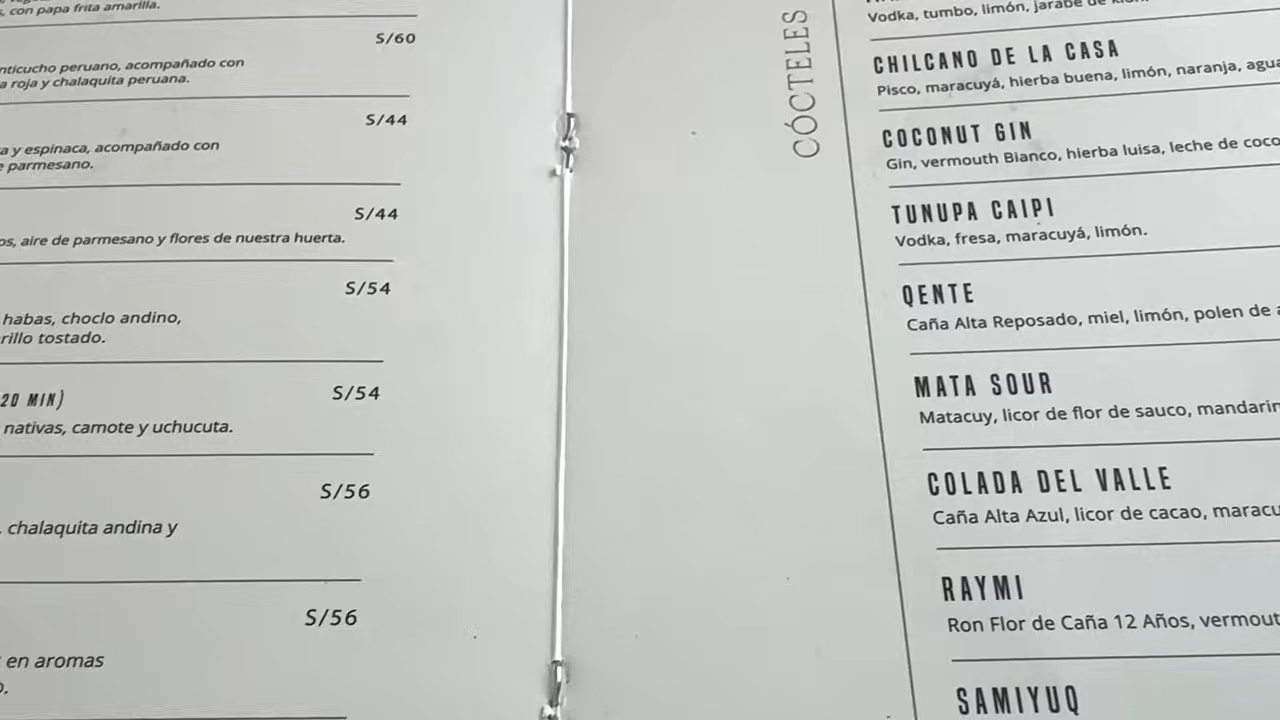 , con papa frita amarilla.
S/60
nticucho peruano, acompañado con
a roja y chalaquita peruana.
S/44
a y espinaca, acompañado con
e parmesano.
S/44
os, aire de parmesano y flores de nuestra huerta.
S/54
habas, choclo andino,
rillo tostado.
20 MIN)
S/54
nativas, camote y uchucuta.
S/56
. chalaquita andina y
S/56
en aromas
CÓCTELES
Vodka, tumbo, limón, jarabe de
CHILCANO DE LA CASA
Pisco, maracuyá, hierba buena, limón, naranja, agua
COCONUT GIN
Gin, vermouth Bianco, hierba luisa, leche de coco
TUNUPA CAIPI
Vodka, fresa, maracuyá, limón.
QENTE
Caña Alta Reposado, miel, limón, polen de a
MATA SOUR
Matacuy, licor de flor de sauco, mandarin
COLADA DEL VALLE
Caña Alta Azul, licor de cacao, maracu
RAYMI
Ron Flor de Caña 12 Años, vermout
SAMIYUQ